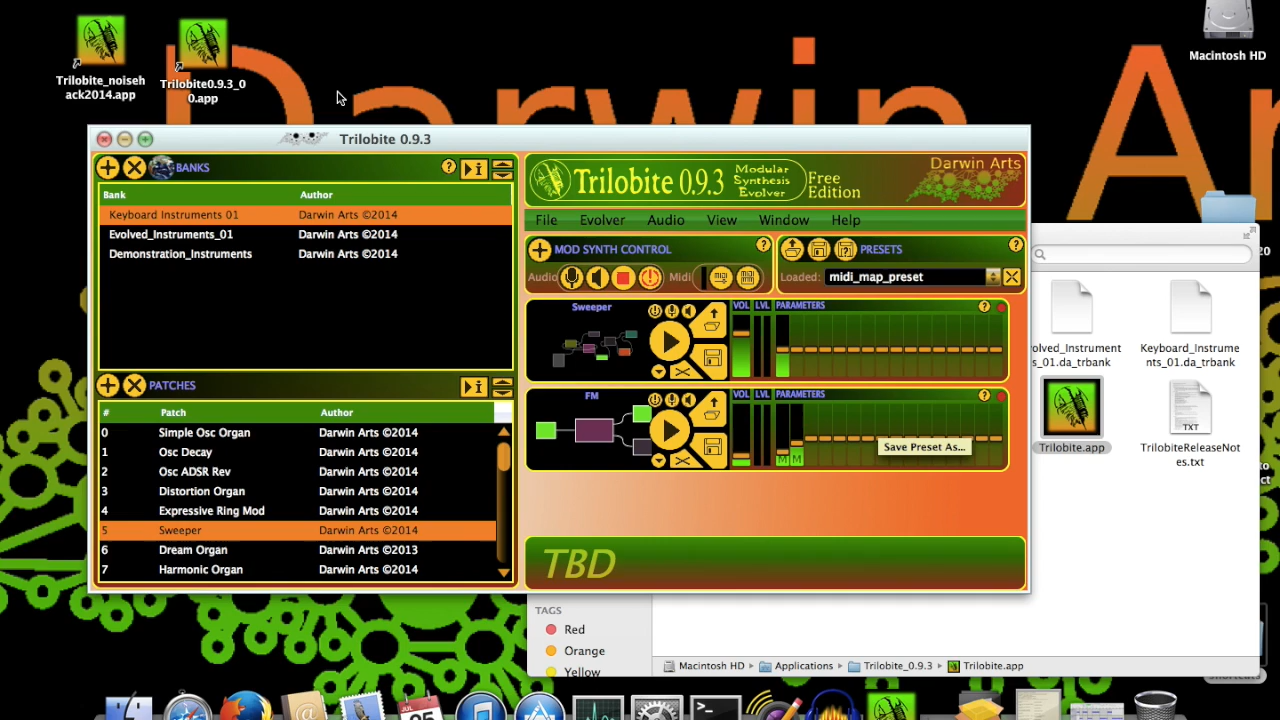 Darwin Ar
Trilobite_noiseh
ack2014.app
Trilobite0.9.3_0
0.app
Macintosh HD
Trilobite 0.9.3
BANKS
Bank Author
Keyboard Instruments 01 Darwin Arts ©2014
Evolved_Instruments_01 Darwin Arts ©2014
Demonstration_Instruments Darwin Arts ©2014
PATCHES
# Patch Author
0 Simple Osc Organ Darwin Arts ©2014
1 Osc Decay Darwin Arts ©2014
2 Osc ADSR Rev Darwin Arts ©2014
3 Distortion Organ Darwin Arts ©2014
4 Expressive Ring Mod Darwin Arts ©2014
5 Sweeper Darwin Arts ©2014
6 Dream Organ Darwin Arts ©2013
7 Harmonic Organ Darwin Arts ©2014
Trilobite 0.9.3
Modular
Synthesis
Evolver
Free
Edition
Darwin Arts
File Evolver Audio View Window Help
MOD SYNTH CONTROL
Audio Midi
PRESETS
Loaded: midi_map_preset
Sweeper
VOL LVL PARAMETERS
FM
VOL LVL PARAMETERS
M M
Save Preset As...
TBD
olved_Instrument
s_01.da_trbank
Keyboard_Instrume
nts_01.da_trbank
Trilobite.app
TXT
TrilobiteReleaseNot
es.txt
TAGS
Red
Orange
Yellow
Macintosh HD Applications Trilobite_0.9.3 Trilobite.app